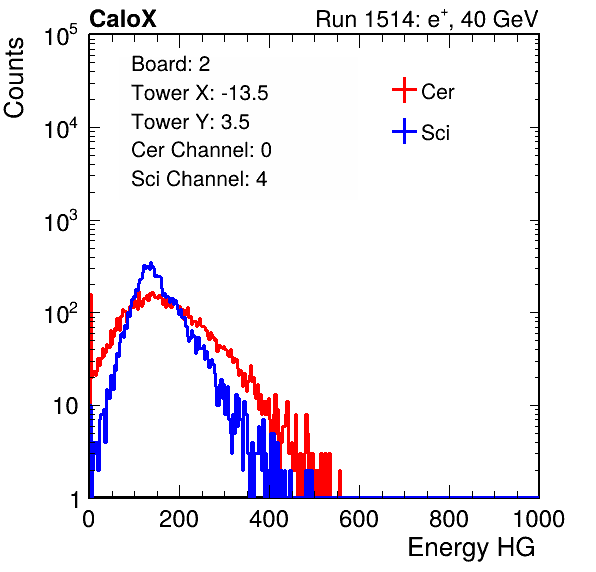 CaloX Run 1514: e⁺, 40 GeV
Counts
Board: 2
Tower X: -13.5
Tower Y: 3.5
Cer Channel: 0
Sci Channel: 4
Cer
Sci
10⁵
10⁴
10³
10²
10
1
0 200 400 600 800 1000
Energy HG